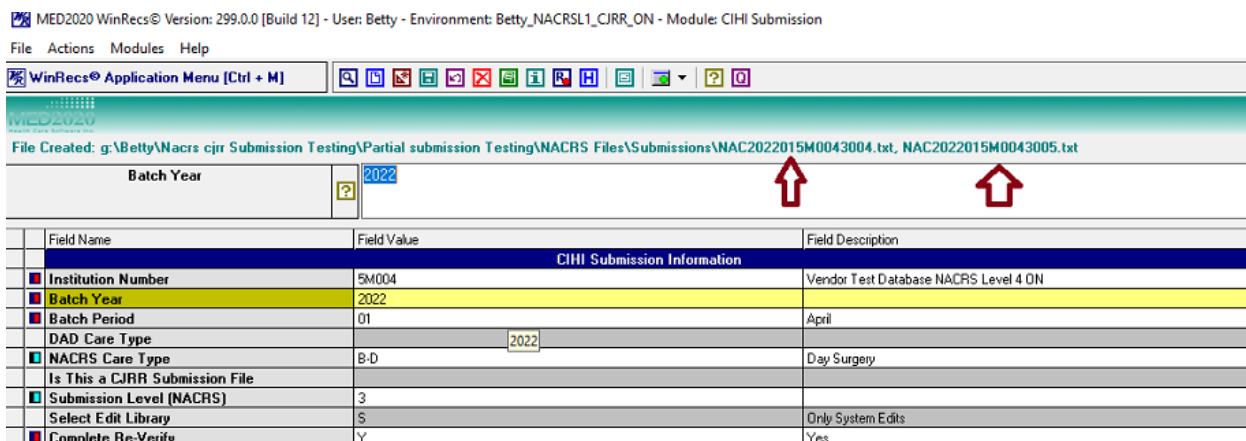 MED2020 WinRecs© Version: 299.0.0 [Build 12] - User: Betty - Environment: Betty_NACRSL1_CJRR_ON - Module: CIHI Submission
File Actions Modules Help
WinRecs© Application Menu [Ctrl + M]
MED2020
Health Care Software Inc.
File Created: g:\Betty\Nacrs cjrr Submission Testing\Partial submission Testing\NACRS Files\Submissions\NAC2022015M0043004.txt, NAC2022015M0043005.txt
Batch Year ? 2022
Field Name Field Value Field Description
CIHI Submission Information
Institution Number 5M004 Vendor Test Database NACRS Level 4 ON
Batch Year 2022
Batch Period 01 April
DAD Care Type
2022
NACRS Care Type B-D Day Surgery
Is This a CJRR Submission File
Submission Level (NACRS) 3
Select Edit Library S Only System Edits
Complete Re-Verify Y Yes